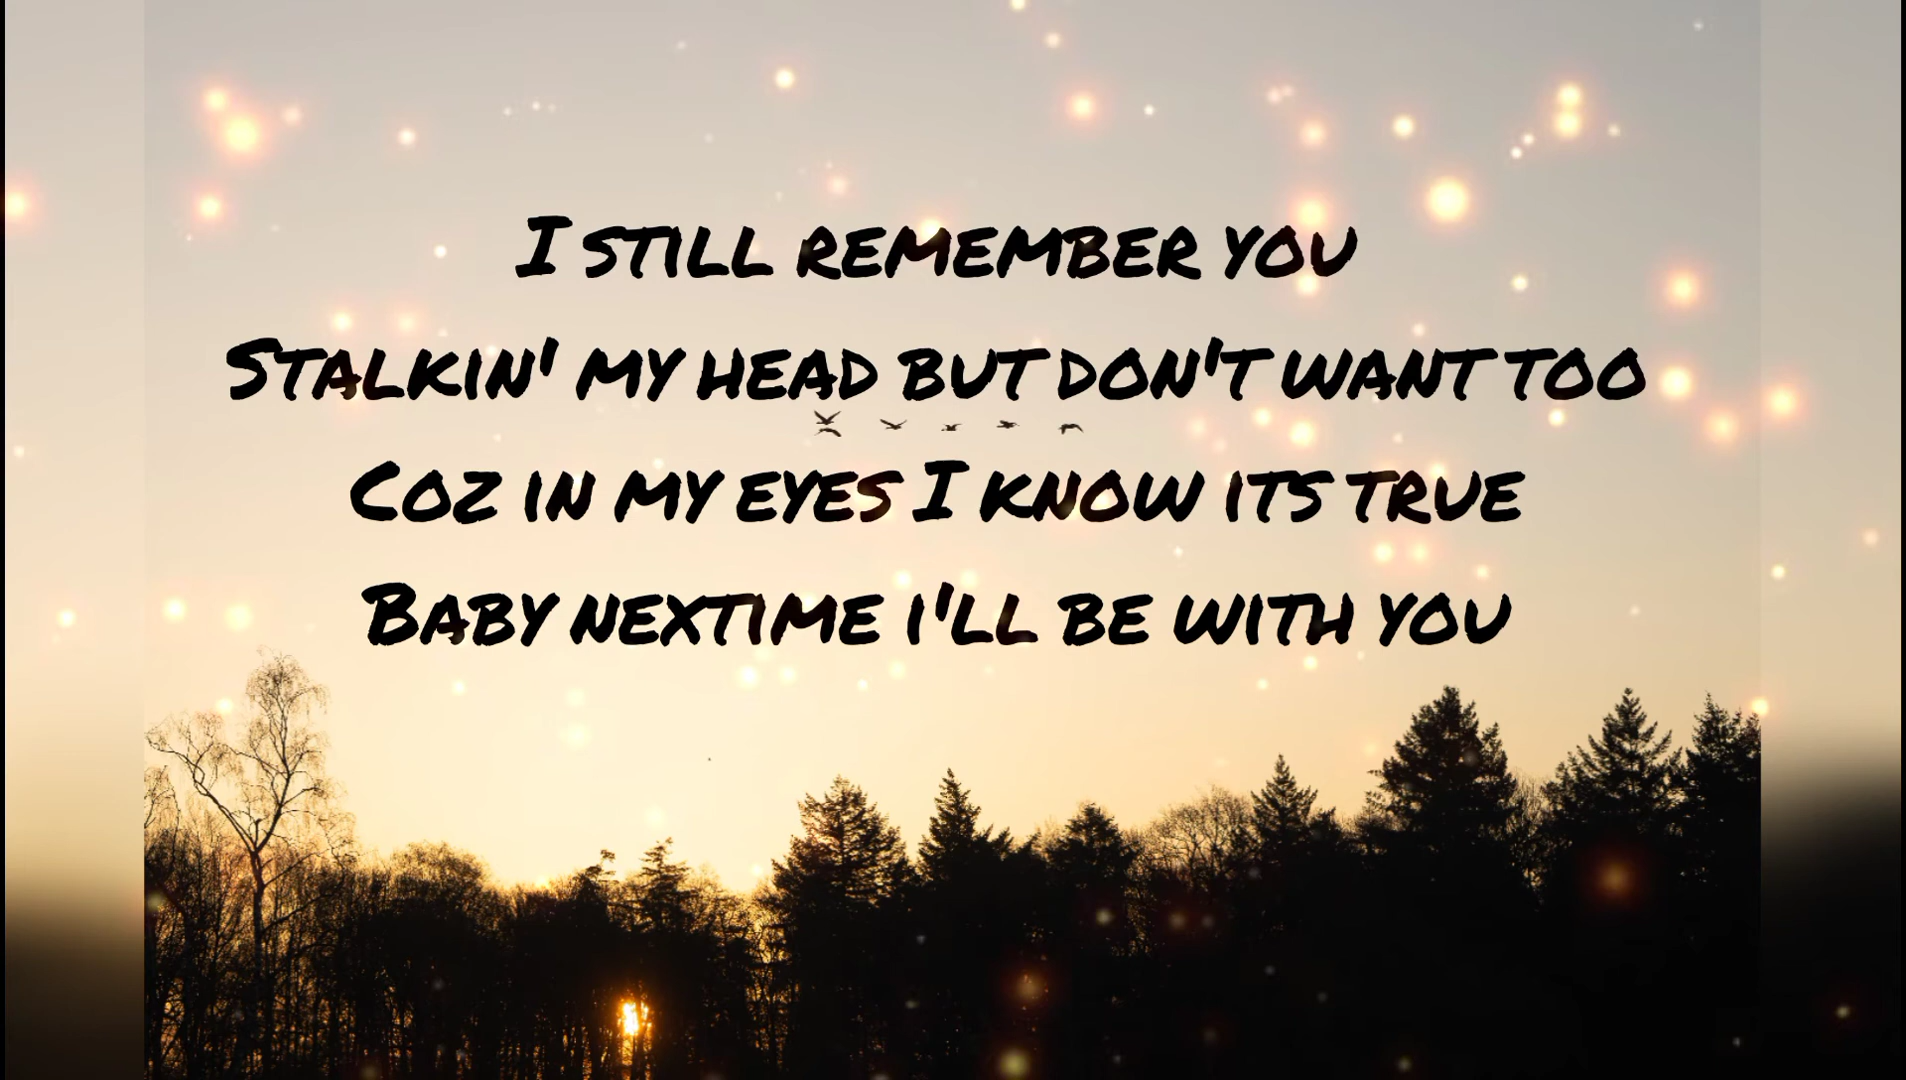 I still remember you
Stalkin' my head but don't want too
Coz in my eyes I know its true
Baby nextime i'll be with you